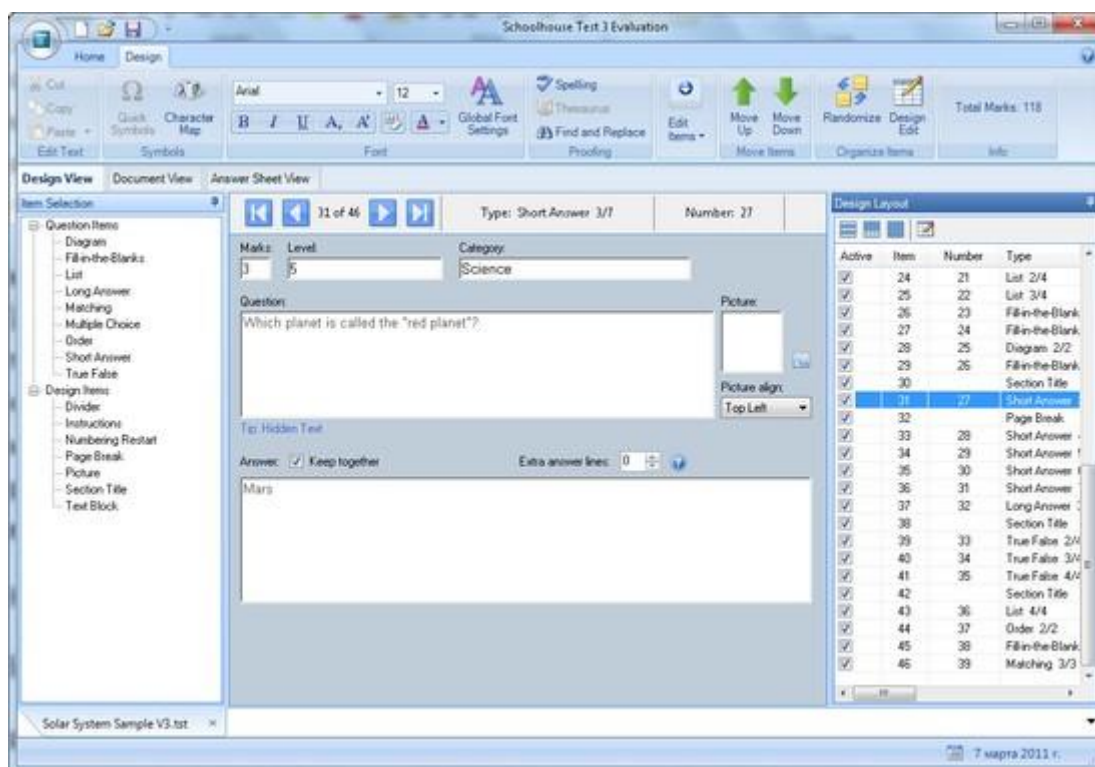 Schoolhouse Test 3 Evaluation
Home Design
Cut
Copy
Paste
Edit Text
Quick Symbols
Character Map
Symbols
Arial 12
B I U A, A' A
Global Font Settings
Font
Spelling
Thesaurus
Find and Replace
Proofing
Edit Items
Move Up
Move Down
Move Items
Randomize
Design Edit
Organize Items
Total Marks: 118
Info
Design View Document View Answer Sheet View
Item Selection
Question Items
Diagram
Fill-in-the-Blanks
List
Long Answer
Matching
Multiple Choice
Order
Short Answer
True False
Design Items
Divider
Instructions
Numbering Restart
Page Break
Picture
Section Title
Text Block
31 of 46 Type: Short Answer 3/7 Number: 27
Marks: Level: Category:
3 5 Science
Question: Picture:
Which planet is called the "red planet"?
Picture align:
Top Left
Tip: Hidden Text
Answer: Keep together Extra answer lines: 0
Mars
Design Layout
Active Item Number Type
24 21 List 2/4
25 22 List 3/4
26 23 Fill-in-the-Blank
27 24 Fill-in-the-Blank
28 25 Diagram 2/2
29 26 Fill-in-the-Blank
30 Section Title
31 27 Short Answer
32 Page Break
33 28 Short Answer
34 29 Short Answer
35 30 Short Answer
36 31 Short Answer
37 32 Long Answer
38 Section Title
39 33 True False 2/4
40 34 True False 3/4
41 35 True False 4/4
42 Section Title
43 36 List 4/4
44 37 Order 2/2
45 38 Fill-in-the-Blank
46 39 Matching 3/3
Solar System Sample V3.tst
7 марта 2011 г.